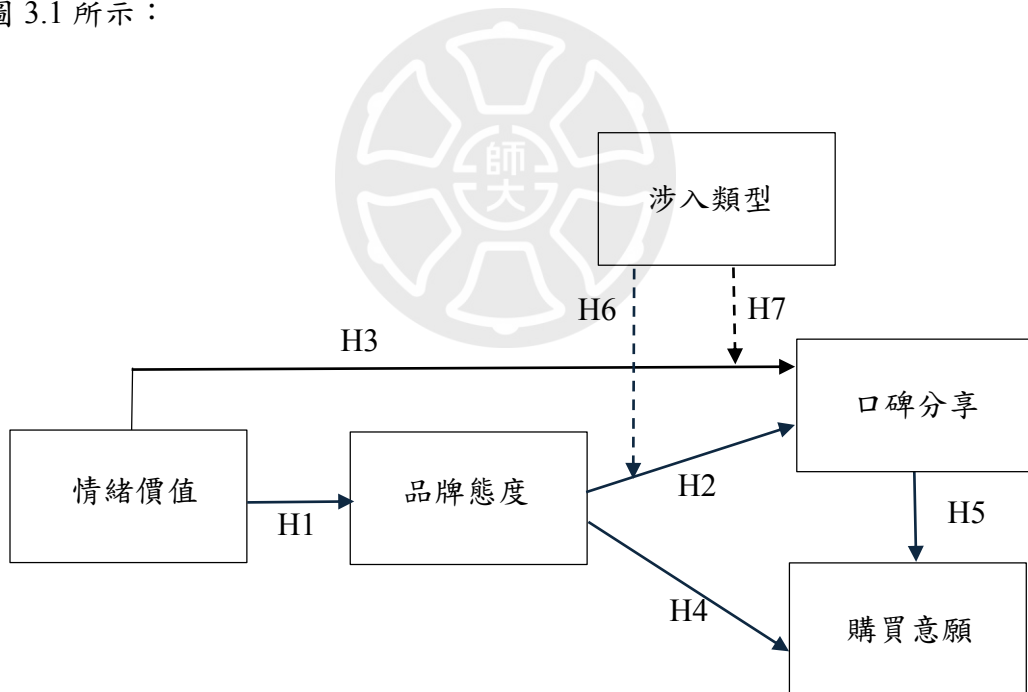 圖 3.1 所示：
師大
涉入類型
H6
H7
H3
口碑分享
情緒價值
品牌態度
H1
H2
H5
H4
購買意願